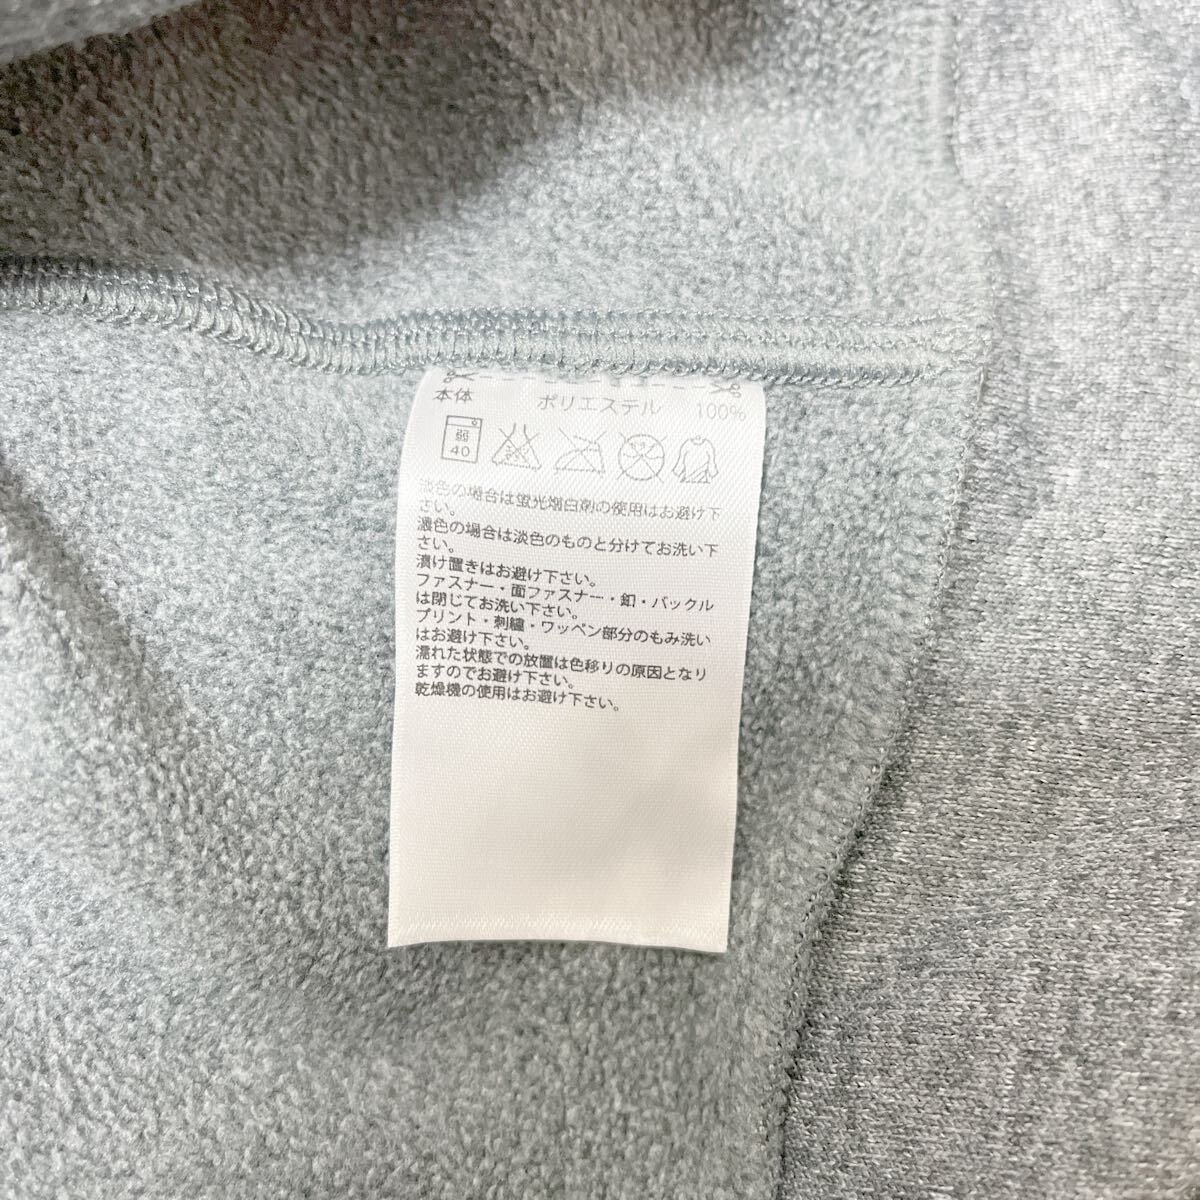 本体 ポリエステル 100%
弱
40
淡色の場合は蛍光増白剤の使用はお避け下
さい。
濃色の場合は淡色のものと分けてお洗い下
さい。
漬け置きはお避け下さい。
ファスナー・面ファスナー・釦・バックル
は閉じてお洗い下さい。
プリント・刺繍・ワッペン部分のもみ洗い
はお避け下さい。
濡れた状態での放置は色移りの原因となり
ますのでお避け下さい。
乾燥機の使用はお避け下さい。